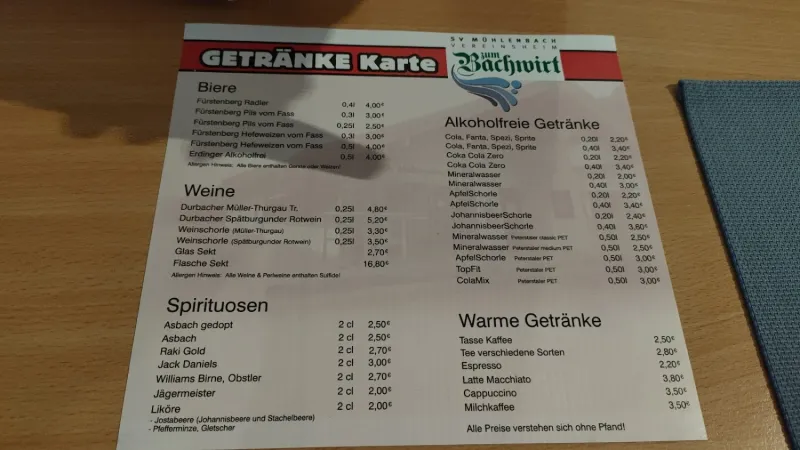 SV MÜHLENBACH
VEREINSHEIM
GETRÄNKE Karte
zum
Bachwirt
Biere
Fürstenberg Radler 0,4l 4,00€
Fürstenberg Pils vom Fass 0,3l 3,00€
Fürstenberg Pils vom Fass 0,25l 2,50€
Fürstenberg Hefeweizen vom Fass 0,3l 3,00€
Fürstenberg Hefeweizen vom Fass 0,5l 4,00€
Erdinger Alkoholfrei 0,5l 4,00€
Allergen Hinweis: Alle Biere enthalten Gerste oder Weizen!
Weine
Durbacher Müller-Thurgau Tr. 0,25l 4,80€
Durbacher Spätburgunder Rotwein 0,25l 5,20€
Weinschorle (Müller-Thurgau) 0,25l 3,30€
Weinschorle (Spätburgunder Rotwein) 0,25l 3,50€
Glas Sekt 2,70€
Flasche Sekt 16,80€
Allergen Hinweis: Alle Weine & Perlweine enthalten Sulfide!
Spirituosen
Asbach gedopt 2 cl 2,50€
Asbach 2 cl 2,50€
Raki Gold 2 cl 2,70€
Jack Daniels 2 cl 3,00€
Williams Birne, Obstler 2 cl 2,70€
Jägermeister 2 cl 2,00€
Liköre 2 cl 2,00€
- Jostabeere (Johannisbeere und Stachelbeere)
- Pfefferminze, Gletscher
Alkoholfreie Getränke
Cola, Fanta, Spezi, Sprite 0,20l 2,20€
Cola, Fanta, Spezi, Sprite 0,40l 3,40€
Coka Cola Zero 0,20l 2,20€
Coka Cola Zero 0,40l 3,40€
Mineralwasser 0,20l 2,00€
Mineralwasser 0,40l 3,00€
ApfelSchorle 0,20l 2,20€
ApfelSchorle 0,40l 3,40€
JohannisbeerSchorle 0,20l 2,40€
JohannisbeerSchorle 0,40l 3,80€
Mineralwasser Peterstaler classic PET 0,50l 2,50€
Mineralwasser Peterstaler medium PET 0,50l 2,50€
ApfelSchorle Peterstaler PET 0,50l 3,00€
TopFit Peterstaler PET 0,50l 3,00€
ColaMix Peterstaler PET 0,50l 3,00€
Warme Getränke
Tasse Kaffee 2,50€
Tee verschiedene Sorten 2,80€
Espresso 2,20€
Latte Macchiato 3,80€
Cappuccino 3,50€
Milchkaffee 3,50€
Alle Preise verstehen sich ohne Pfand!